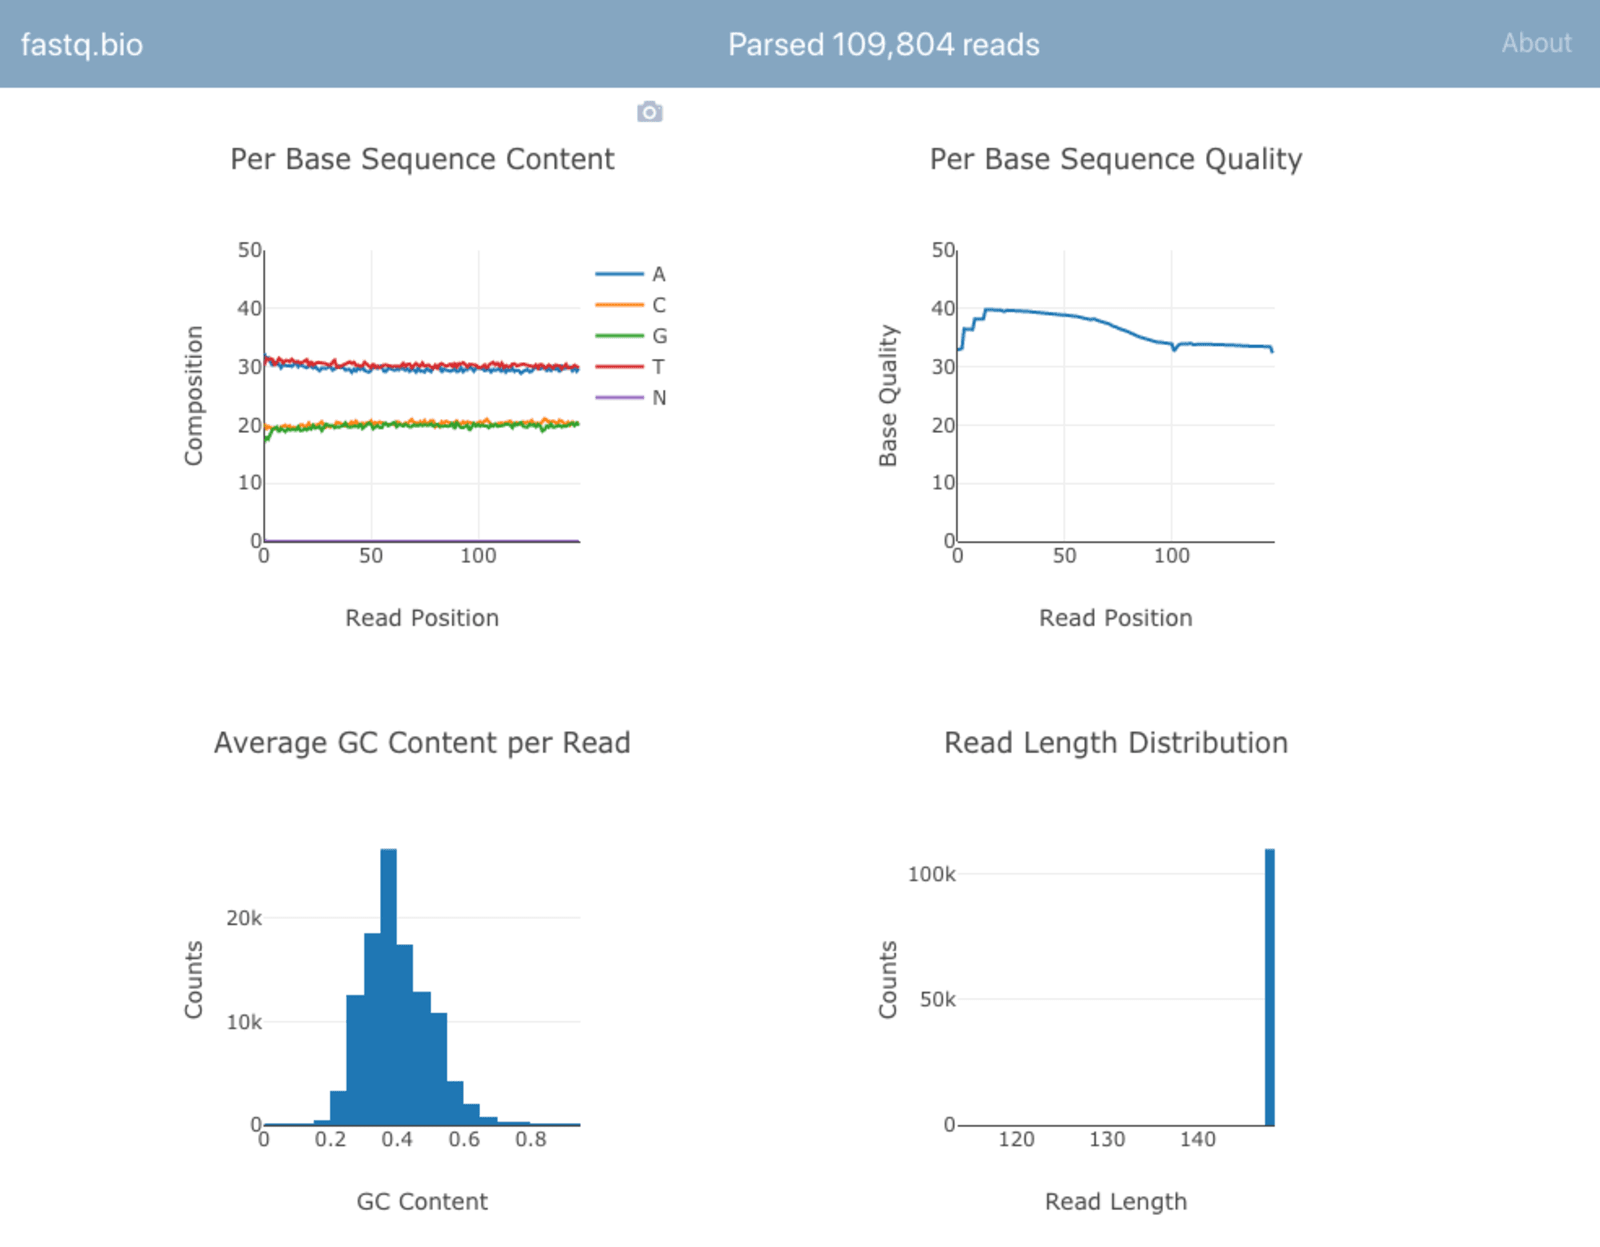 fastq.bio
Parsed 109,804 reads
About
Per Base Sequence Content
50
40
30
20
10
0
0 50 100
Composition
Read Position
A
C
G
T
N
Per Base Sequence Quality
50
40
30
20
10
0
0 50 100
Base Quality
Read Position
Average GC Content per Read
20k
10k
0
0 0.2 0.4 0.6 0.8
Counts
GC Content
Read Length Distribution
100k
50k
0
120 130 140
Counts
Read Length